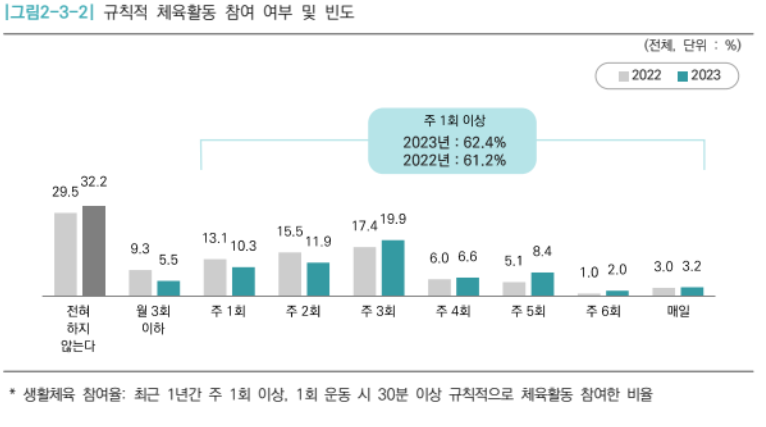 |그림2-3-2| 규칙적 체육활동 참여 여부 및 빈도
(전체, 단위 : %)
2022 2023
주 1회 이상
2023년 : 62.4%
2022년 : 61.2%
29.5 32.2
9.3 5.5
13.1 10.3
15.5 11.9
17.4 19.9
6.0 6.6
5.1 8.4
1.0 2.0
3.0 3.2
전혀
하지
않는다
월 3회
이하
주 1회
주 2회
주 3회
주 4회
주 5회
주 6회
매일
* 생활체육 참여율: 최근 1년간 주 1회 이상, 1회 운동 시 30분 이상 규칙적으로 체육활동 참여한 비율